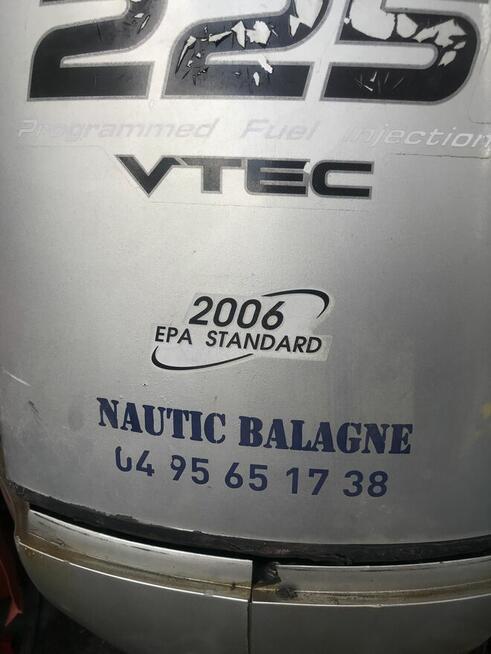 225
Programmed Fuel Injection
VTEC
2006
EPA STANDARD
NAUTIC BALAGNE
04 95 65 17 38